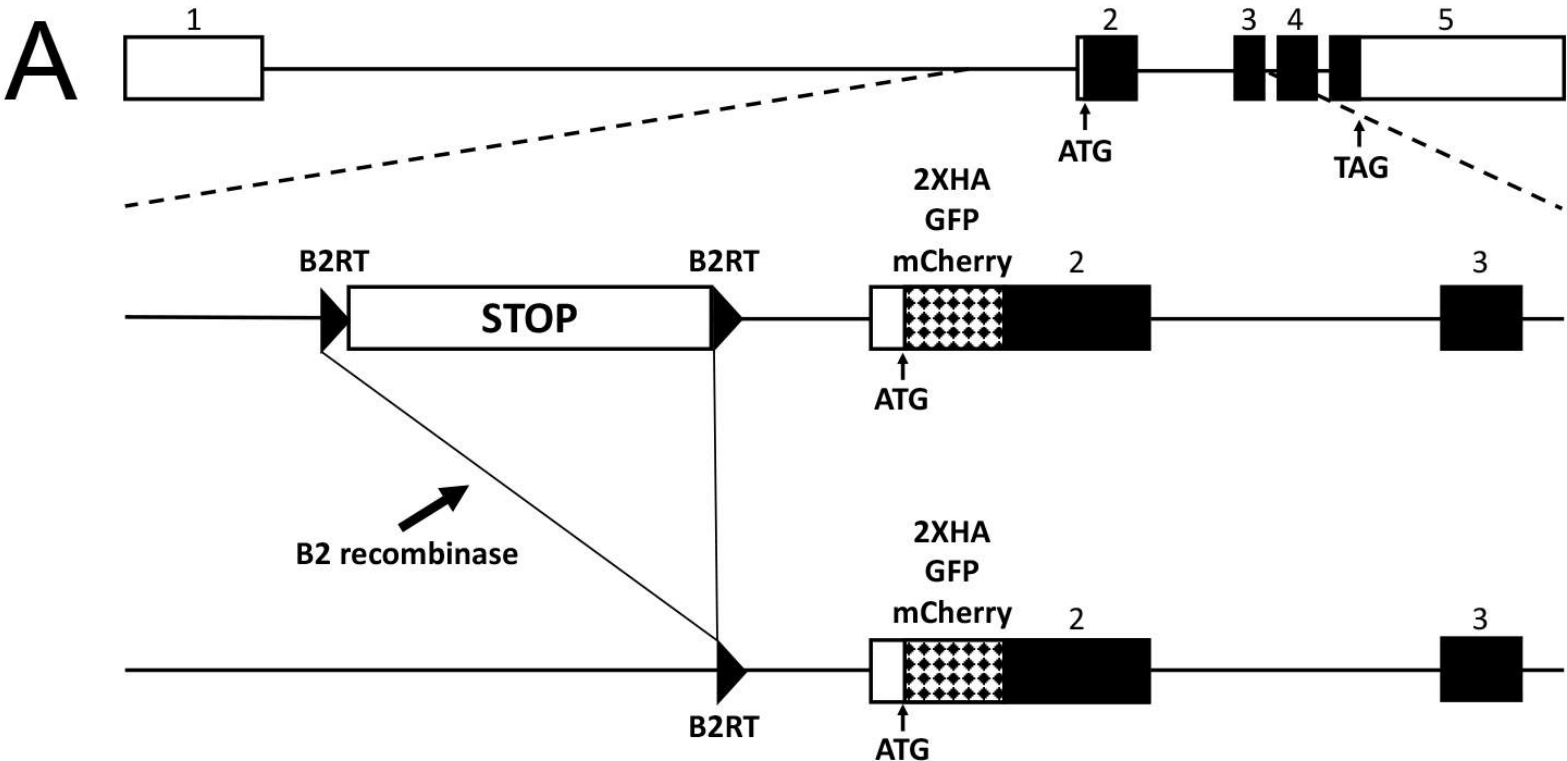 A
1 2 3 4 5
ATG
TAG
2XHA
GFP
B2RT B2RT mCherry 2 3
STOP
ATG
2XHA
B2 recombinase
GFP
mCherry 2 3
B2RT
ATG